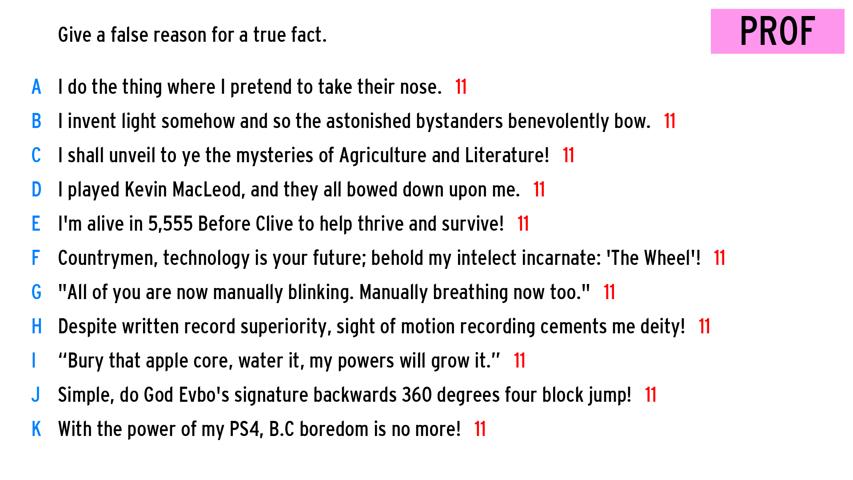 Give a false reason for a true fact.
PROF
A I do the thing where I pretend to take their nose. 11
B I invent light somehow and so the astonished bystanders benevolently bow. 11
C I shall unveil to ye the mysteries of Agriculture and Literature! 11
D I played Kevin MacLeod, and they all bowed down upon me. 11
E I'm alive in 5,555 Before Clive to help thrive and survive! 11
F Countrymen, technology is your future; behold my intelect incarnate: 'The Wheel'! 11
G "All of you are now manually blinking. Manually breathing now too." 11
H Despite written record superiority, sight of motion recording cements me deity! 11
I “Bury that apple core, water it, my powers will grow it.” 11
J Simple, do God Evbo's signature backwards 360 degrees four block jump! 11
K With the power of my PS4, B.C boredom is no more! 11